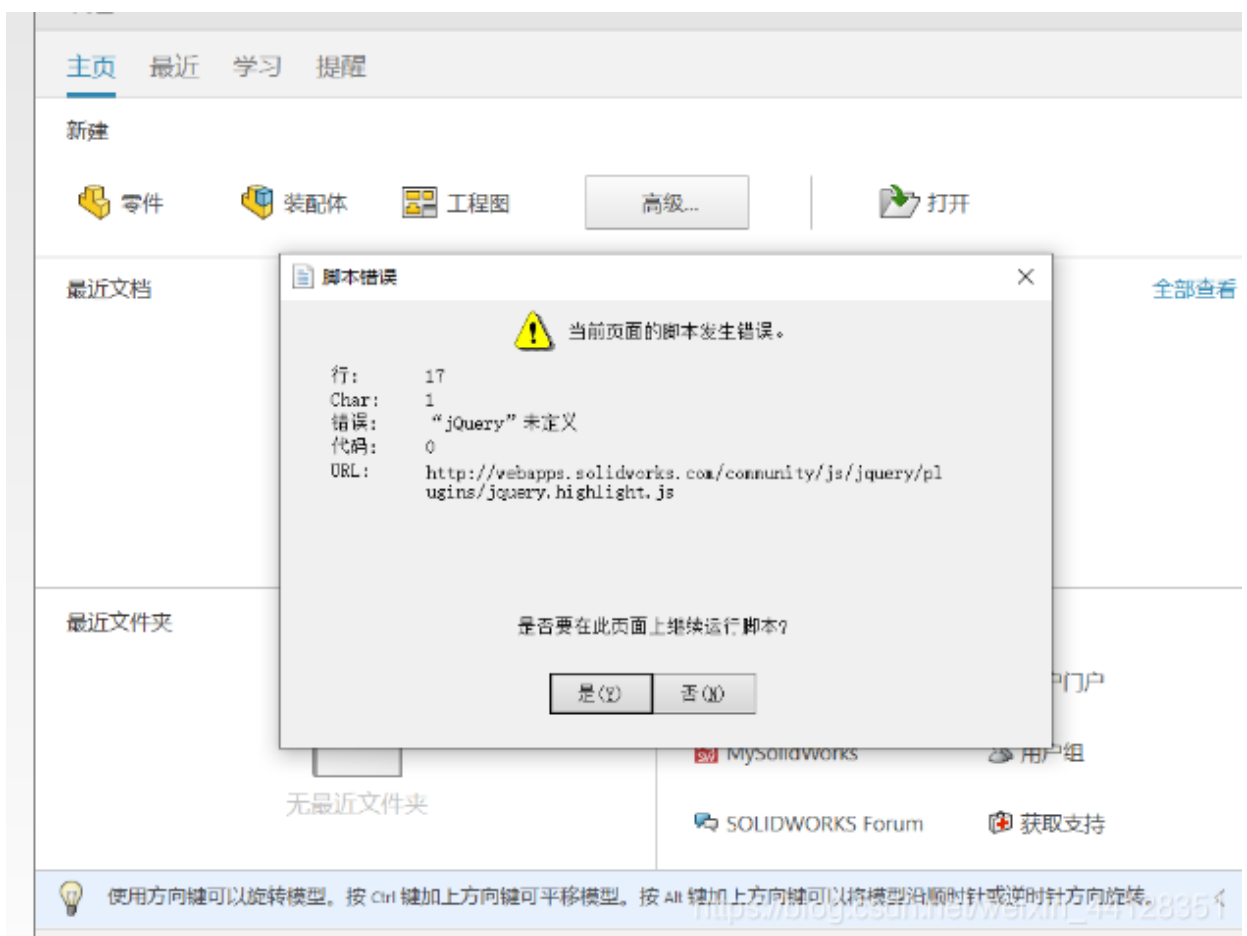 主页 最近 学习 提醒
新建
零件 装配体 工程图 高级... 打开
最近文档
全部查看
脚本错误
当前页面的脚本发生错误。
行: 17
Char: 1
错误: “jQuery”未定义
代码: 0
URL: http://webapps.solidworks.com/community/js/jquery/pl
ugins/jquery.highlight.js
是否要在此页面上继续运行脚本?
是(Y) 否(N)
最近文件夹
无最近文件夹
户门户
MySolidWorks 用户组
SOLIDWORKS Forum 获取支持
使用方向键可以旋转模型。按 Ctrl 键加上方向键可平移模型。按 Alt 键加上方向键可以将模型沿顺时针或逆时针方向旋转。
https://blog.csdn.net/weixin_44128351